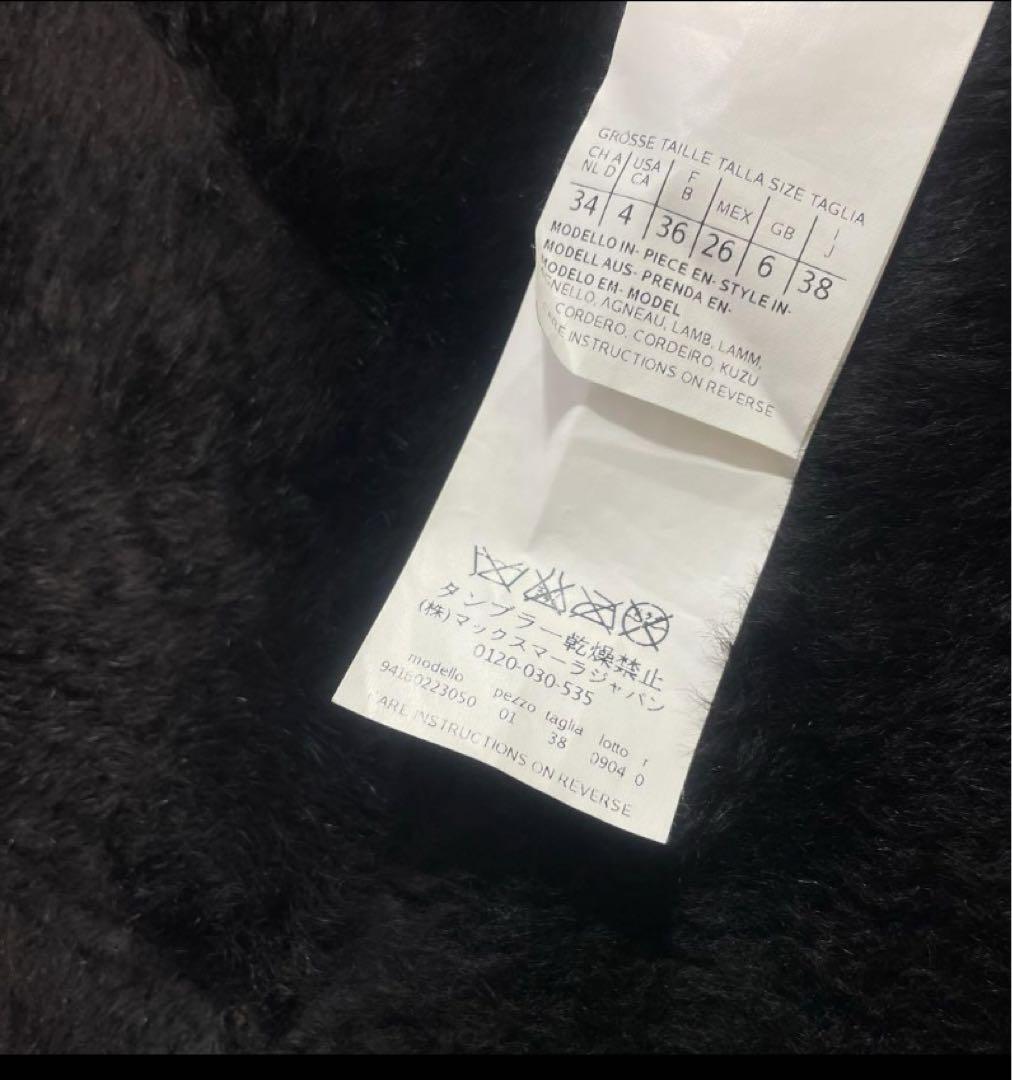 GRÖSSE TAILLE TALLA SIZE TAGLIA
CH A NL D USA CA F B MEX GB I J
34 4 36 26 6 38
MODELLO IN- PIECE EN- STYLE IN-
MODELL AUS- PRENDA EN-
MODELO EM- MODEL
AGNELLO, AGNEAU, LAMB, LAMM,
CORDERO, CORDEIRO, KUZU
CARE INSTRUCTIONS ON REVERSE
タンブラー乾燥禁止
(株)マックスマーラジャパン
0120-030-535
modello pezzo taglia lotto r
94160223050 01 38 0904 0
CARE INSTRUCTIONS ON REVERSE